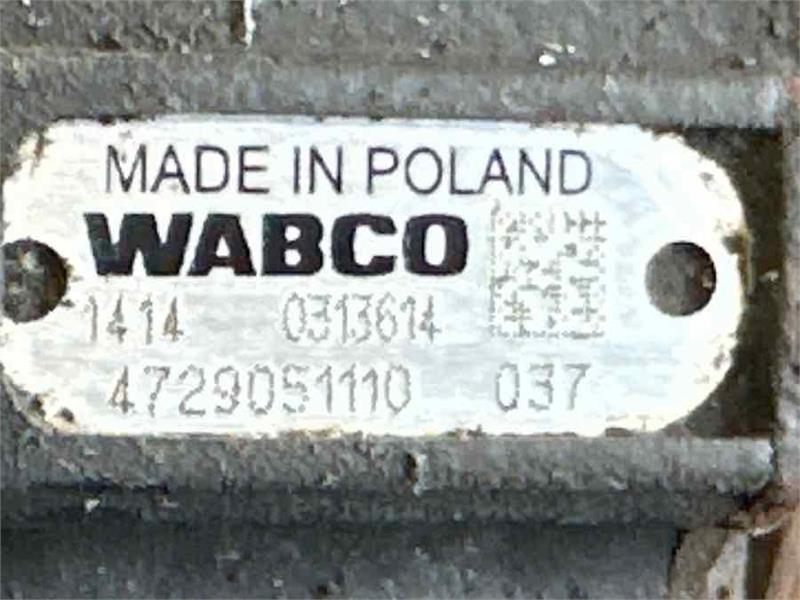 MADE IN POLAND
WABCO
1414 0313614
4729051110 037